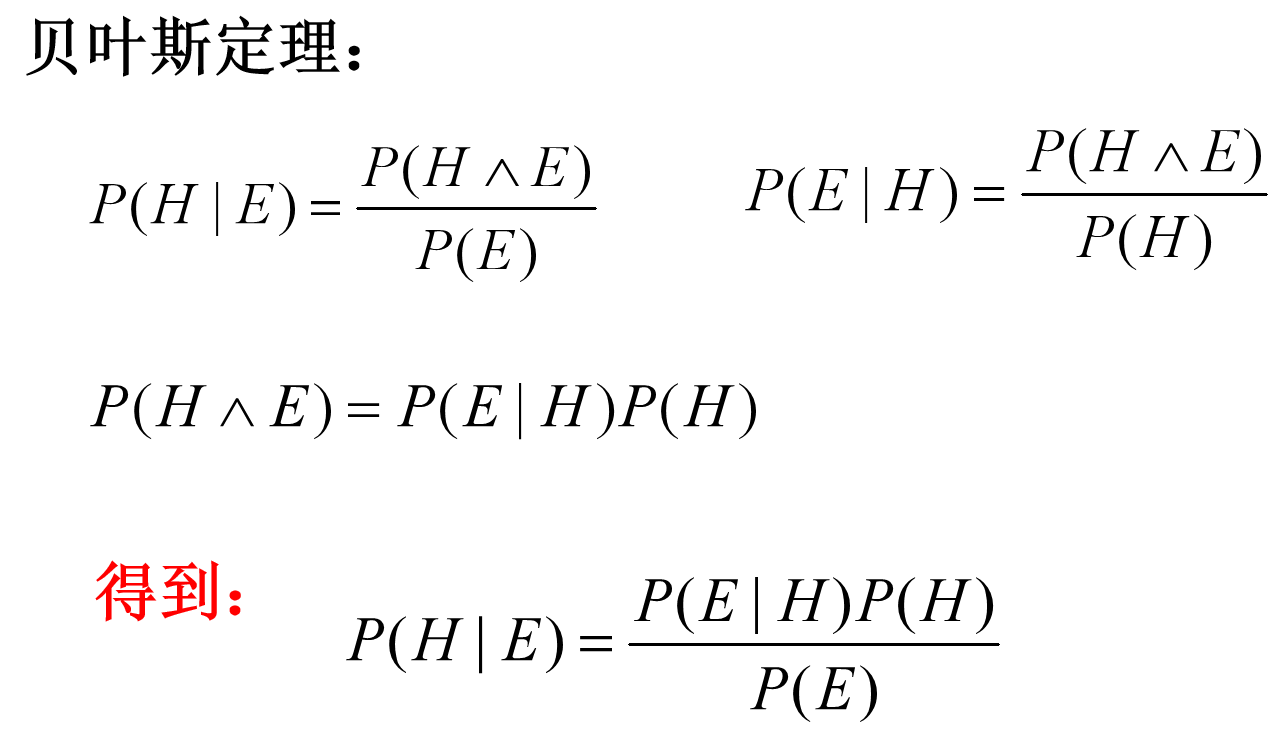 贝叶斯定理：
P(H | E) = P(H ∧ E) / P(E)
P(E | H) = P(H ∧ E) / P(H)
P(H ∧ E) = P(E | H)P(H)
得到：
P(H | E) = P(E | H)P(H) / P(E)